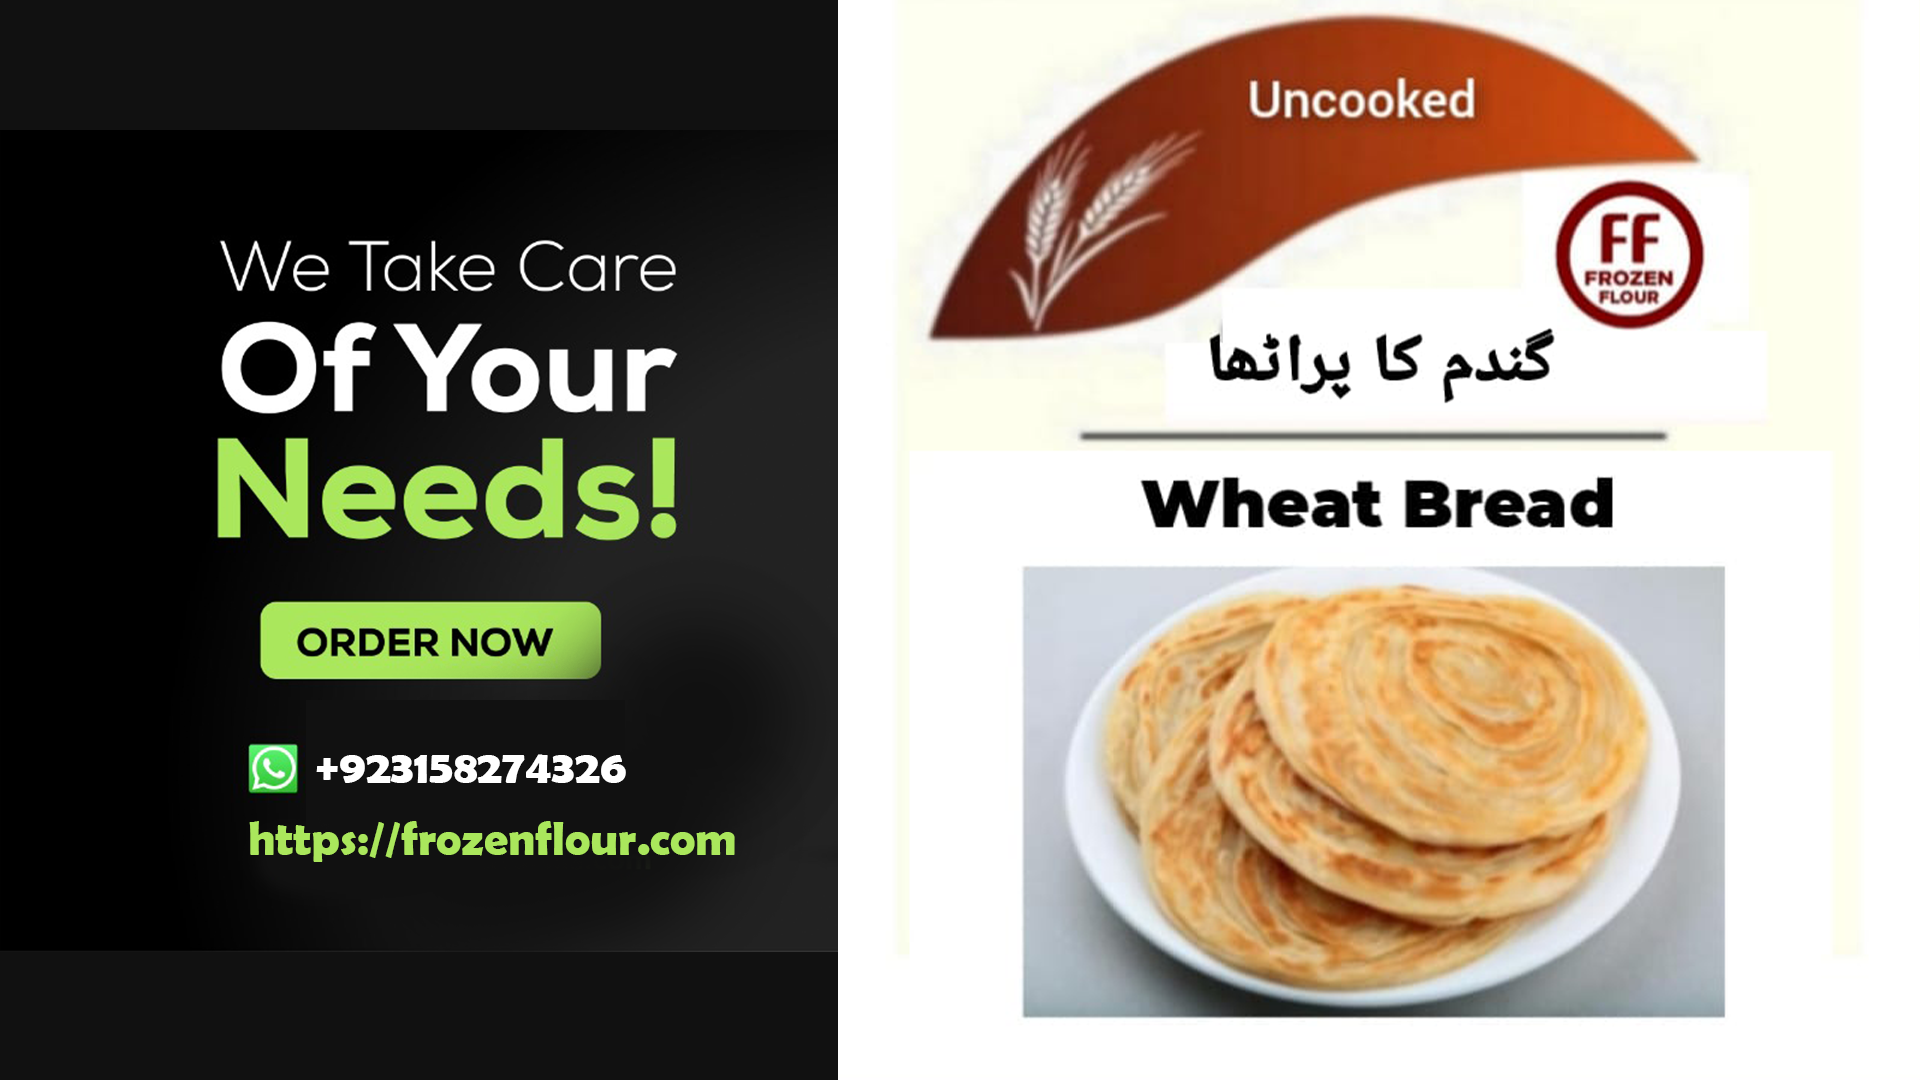 We Take Care
Of Your
Needs!
ORDER NOW
+923158274326
https://frozenflour.com
Uncooked
FF
FROZEN
FLOUR
گندم کا پراٹھا
Wheat Bread